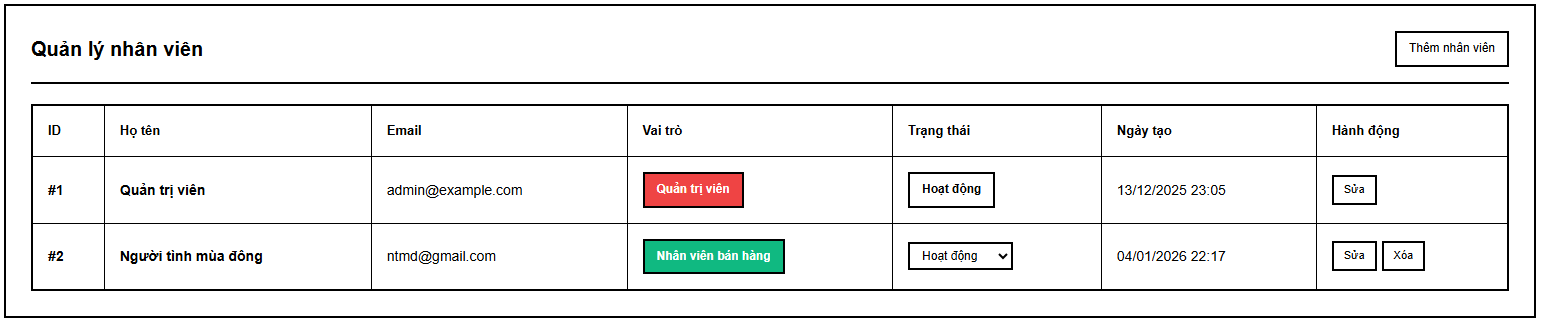 Quản lý nhân viên
Thêm nhân viên
ID Họ tên Email Vai trò Trạng thái Ngày tạo Hành động
#1 Quản trị viên admin@example.com Quản trị viên Hoạt động 13/12/2025 23:05 Sửa
#2 Người tình mùa đông ntmd@gmail.com Nhân viên bán hàng Hoạt động 04/01/2026 22:17 Sửa Xóa